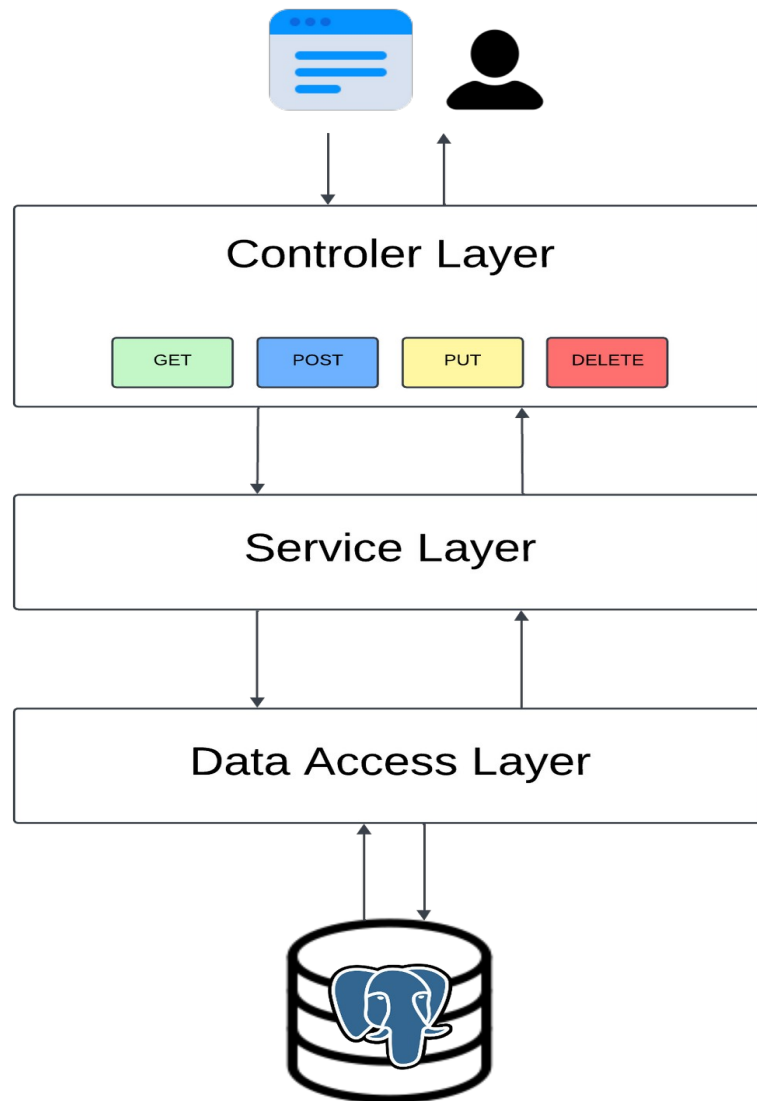 Controler Layer
GET POST PUT DELETE
Service Layer
Data Access Layer